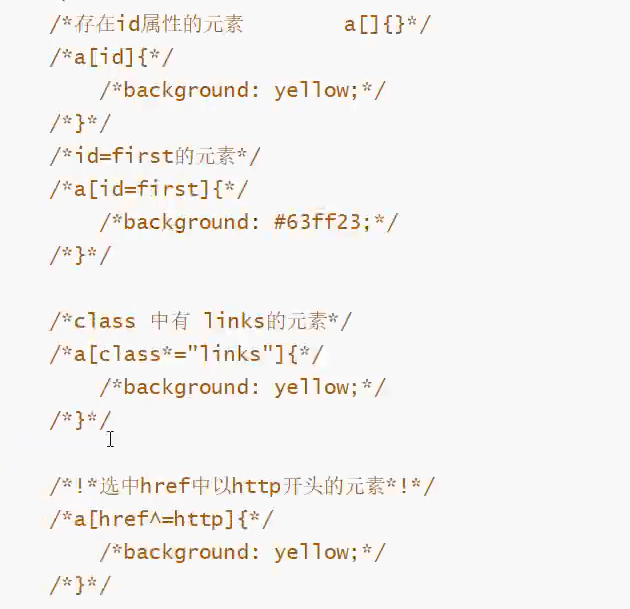 /*存在id属性的元素 a[]{}*/
/*a[id]{*/
/*background: yellow;*/
/*}*/
/*id=first的元素*/
/*a[id=first]{*/
/*background: #63ff23;*/
/*}*/
/*class 中有 links的元素*/
/*a[class*="links"]{*/
/*background: yellow;*/
/*}*/
/*!*选中href中以http开头的元素*!*/
/*a[href^=http]{*/
/*background: yellow;*/
/*}*/